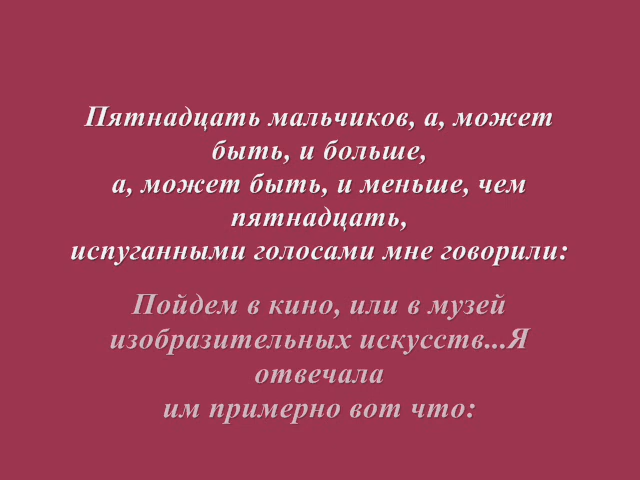 Пятнадцать мальчиков, а, может
быть, и больше,
а, может быть, и меньше, чем
пятнадцать,
испуганными голосами мне говорили:
Пойдем в кино, или в музей
изобразительных искусств...Я
отвечала
им примерно вот что: